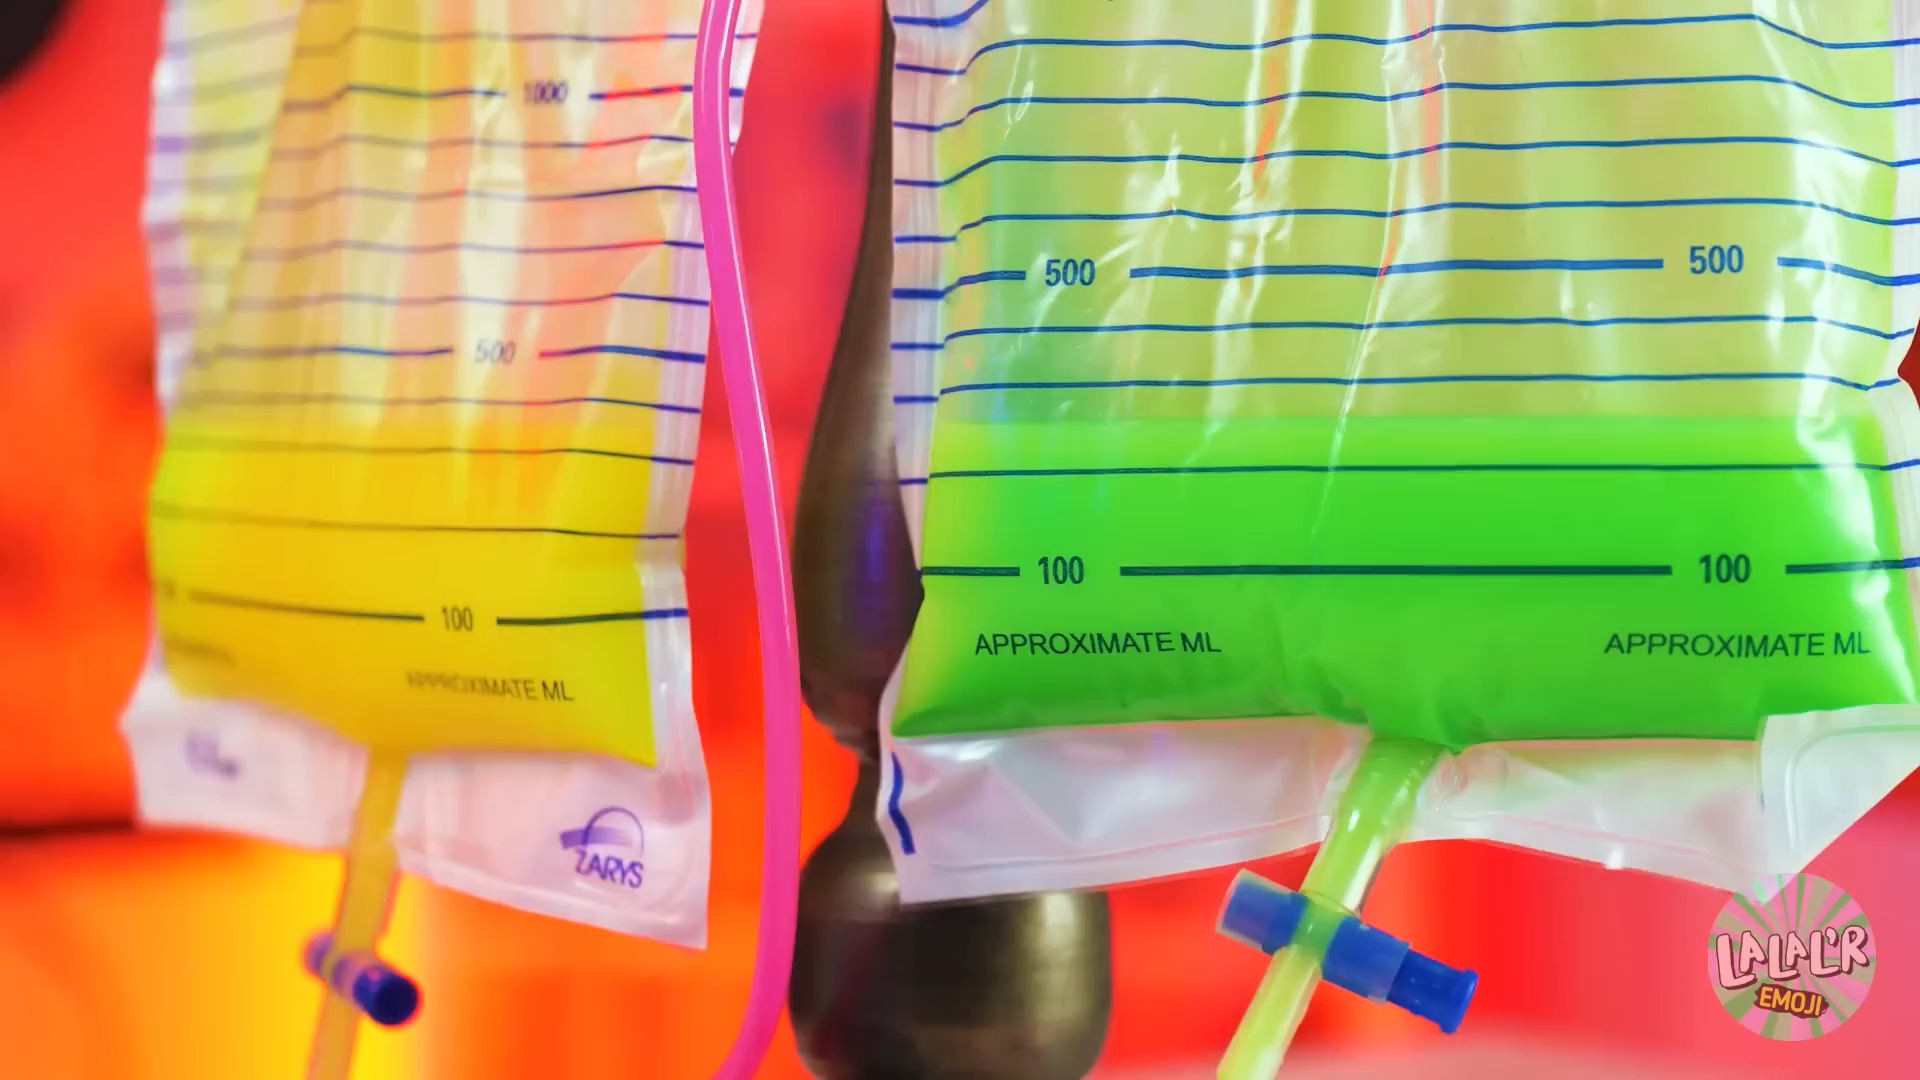 1000
500
100
APPROXIMATE ML
ZARYS
500 500
100 100
APPROXIMATE ML APPROXIMATE ML
LALAL'R
EMOJI